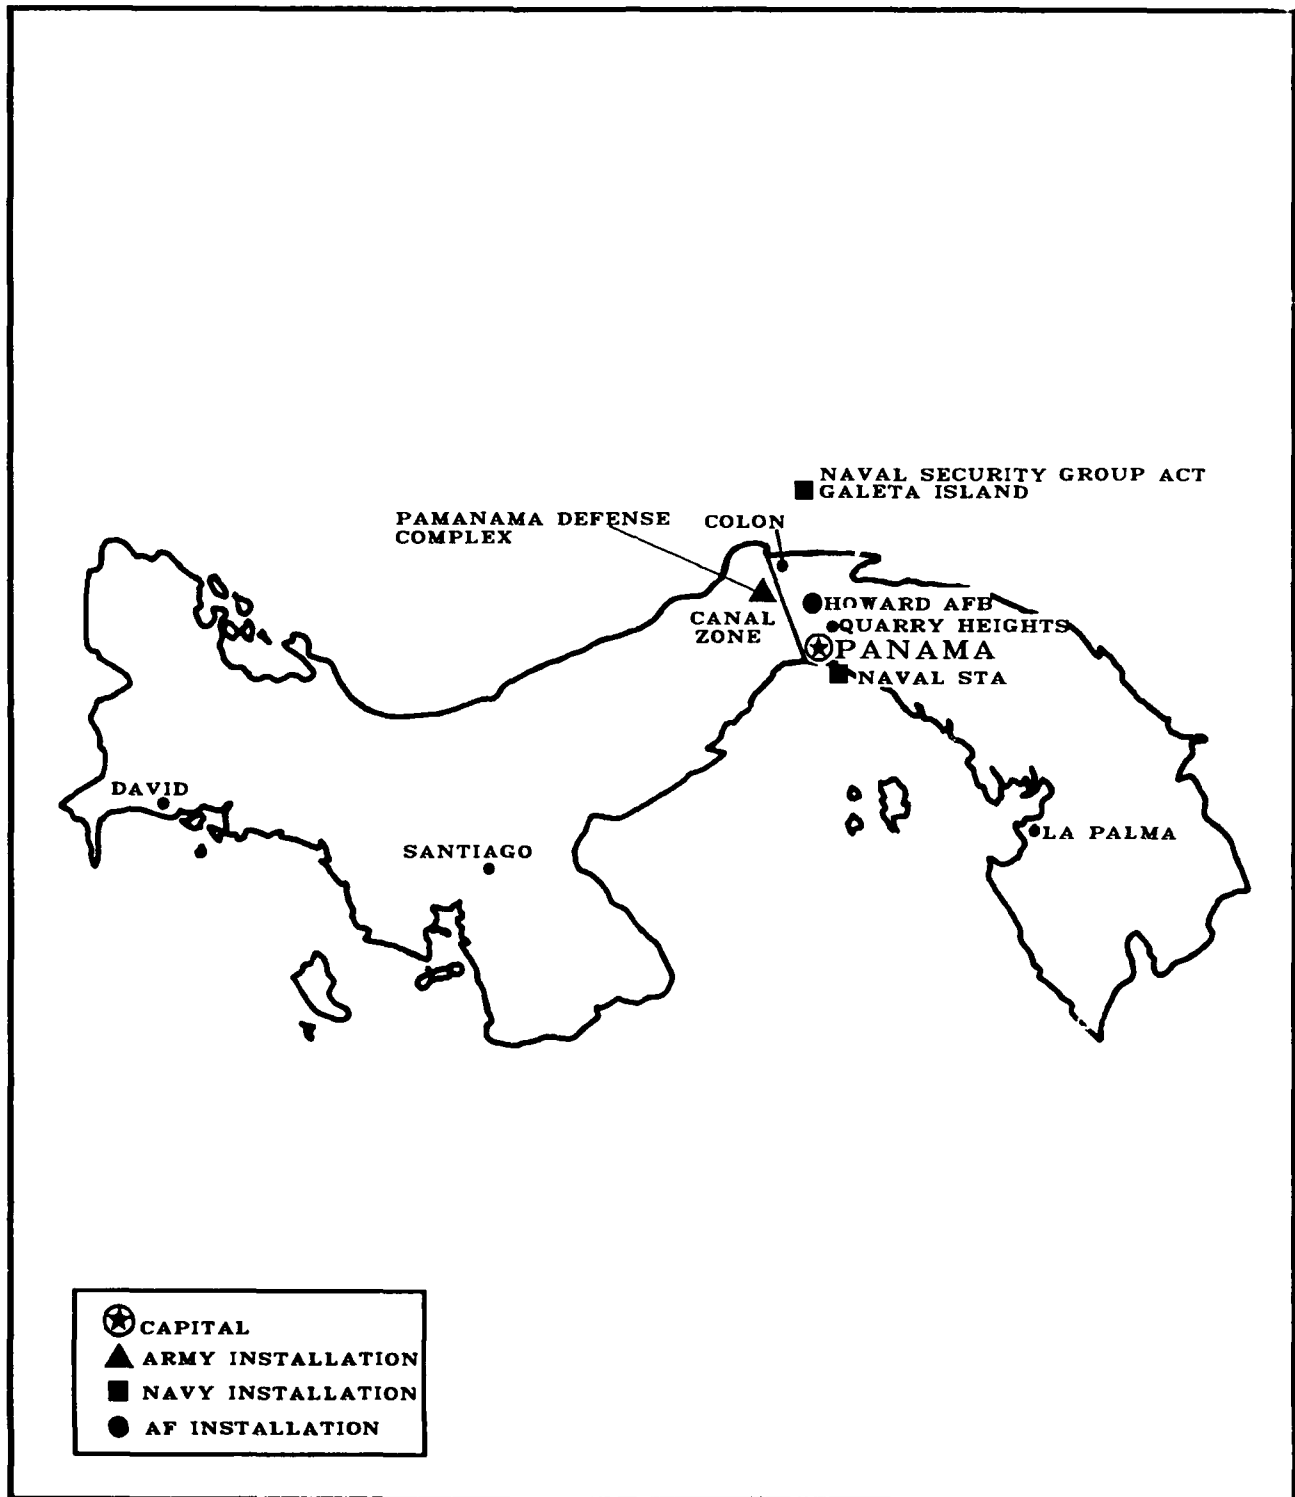 NAVAL SECURITY GROUP ACT
GALETA ISLAND
PAMANAMA DEFENSE
COMPLEX
COLON
HOWARD AFB
CANAL
ZONE
QUARRY HEIGHTS
PANAMA
NAVAL STA
DAVID
LA PALMA
SANTIAGO
CAPITAL
ARMY INSTALLATION
NAVY INSTALLATION
AF INSTALLATION